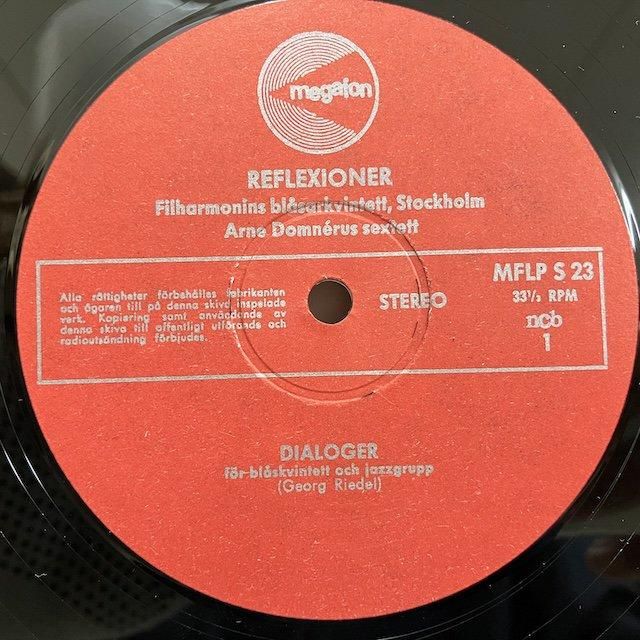 megafon
REFLEXIONER
Filharmonins blåsarkvintett, Stockholm
Arne Domnérus sextett
MFLP S 23
33⅓ RPM
ncb
1
STEREO
Alla rättigheter förbehålles fabrikanten
och ägaren till på denna skiva inspelade
verk. Kopiering samt användande av
denna skiva till offentligt utförande och
radioutsändning förbjudes.
DIALOGER
för blåskvintett och jazzgrupp
(Georg Riedel)